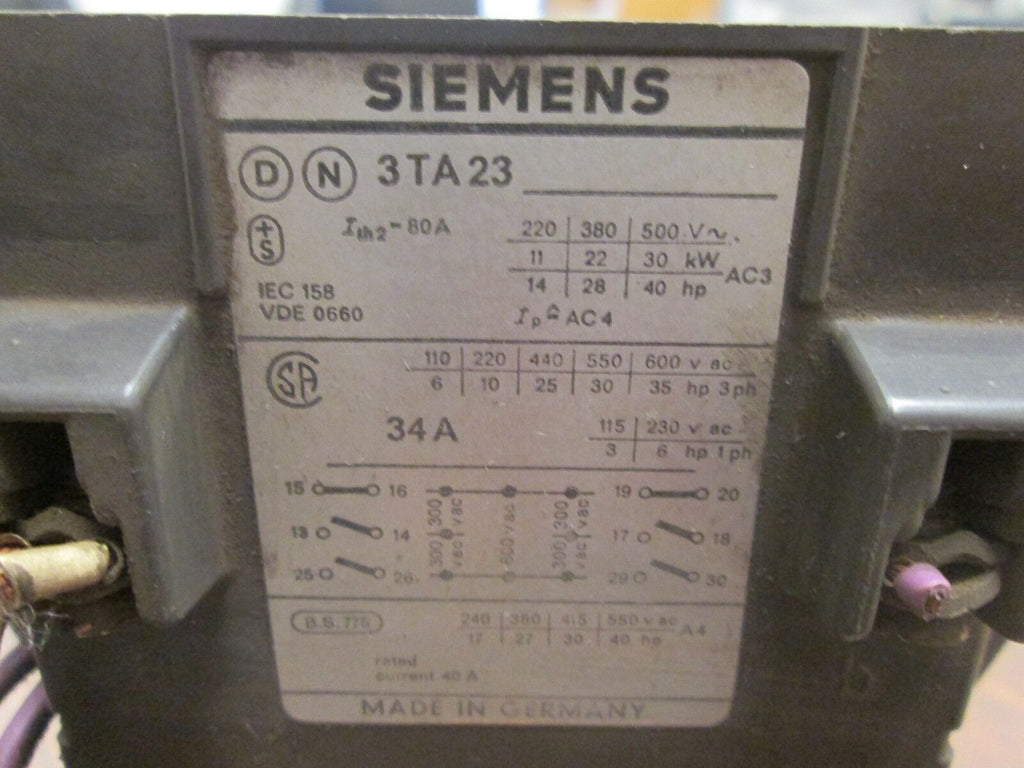 SIEMENS
D N 3TA23
+
S
Ith2-80A
220 380 500 V~
11 22 30 kW
14 28 40 hp AC3
IEC 158
VDE 0660
Ip ≙ AC4
SA
110 220 440 550 600 v ac
6 10 25 30 35 hp 3ph
34A
115 230 v ac
3 6 hp 1ph
15 16 19 20
300 vac 300 vac 600 vac 300 vac 300 vac
13 14 17 18
25 26 29 30
B.S. 775
240 380 415 550 v ac
17 27 30 40 hp A4
rated
current 40 A
MADE IN GERMANY